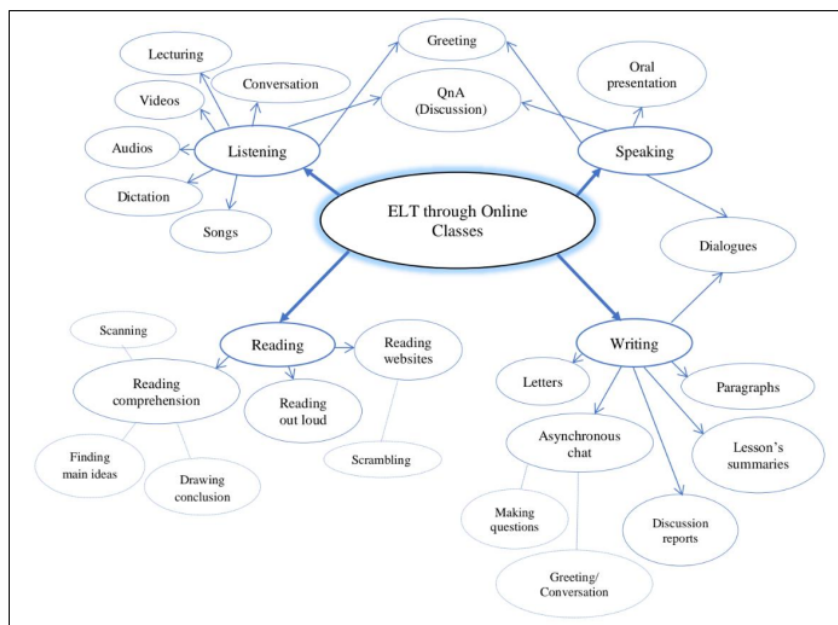 Lecturing
Greeting
Conversation
Oral
presentation
Videos
QnA
(Discussion)
Audios
Listening
Speaking
Dictation
Songs
ELT through Online
Classes
Dialogues
Scanning
Reading
Reading
websites
Writing
Reading
comprehension
Reading
out loud
Letters
Paragraphs
Finding
main ideas
Drawing
conclusion
Scrambling
Asynchronous
chat
Lesson’s
summaries
Making
questions
Discussion
reports
Greeting/
Conversation